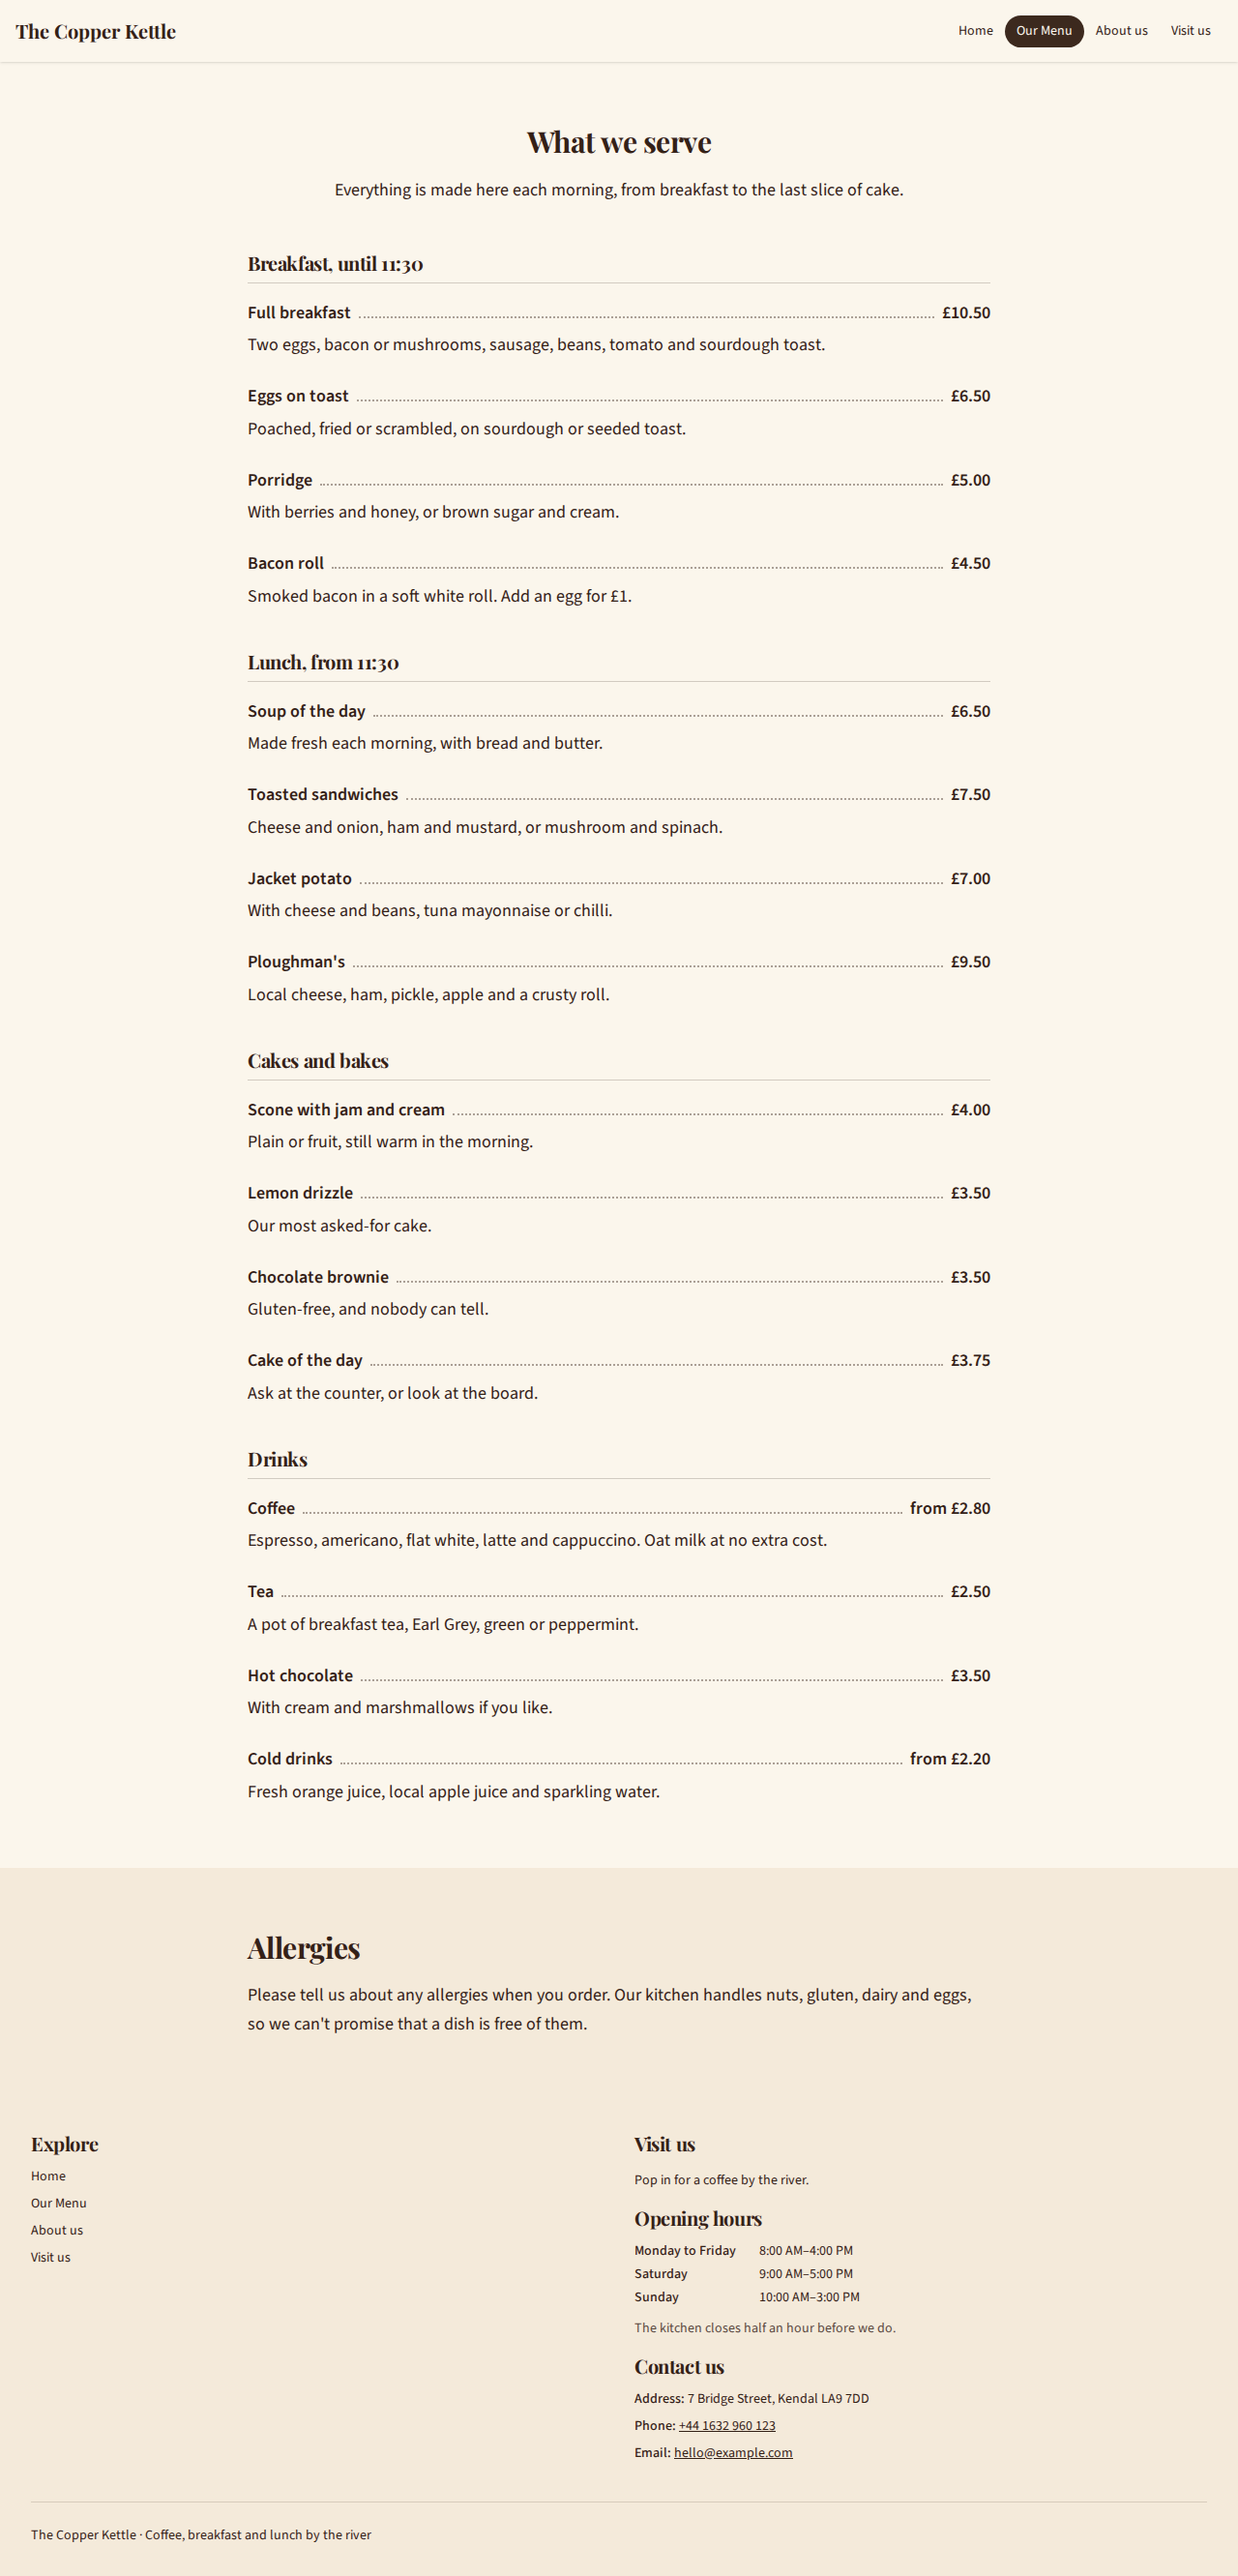 The Copper Kettle
Home Our Menu About us Visit us
What we serve
Everything is made here each morning, from breakfast to the last slice of cake.
Breakfast, until 11:30
Full breakfast £10.50
Two eggs, bacon or mushrooms, sausage, beans, tomato and sourdough toast.
Eggs on toast £6.50
Poached, fried or scrambled, on sourdough or seeded toast.
Porridge £5.00
With berries and honey, or brown sugar and cream.
Bacon roll £4.50
Smoked bacon in a soft white roll. Add an egg for £1.
Lunch, from 11:30
Soup of the day £6.50
Made fresh each morning, with bread and butter.
Toasted sandwiches £7.50
Cheese and onion, ham and mustard, or mushroom and spinach.
Jacket potato £7.00
With cheese and beans, tuna mayonnaise or chilli.
Ploughman's £9.50
Local cheese, ham, pickle, apple and a crusty roll.
Cakes and bakes
Scone with jam and cream £4.00
Plain or fruit, still warm in the morning.
Lemon drizzle £3.50
Our most asked-for cake.
Chocolate brownie £3.50
Gluten-free, and nobody can tell.
Cake of the day £3.75
Ask at the counter, or look at the board.
Drinks
Coffee from £2.80
Espresso, americano, flat white, latte and cappuccino. Oat milk at no extra cost.
Tea £2.50
A pot of breakfast tea, Earl Grey, green or peppermint.
Hot chocolate £3.50
With cream and marshmallows if you like.
Cold drinks from £2.20
Fresh orange juice, local apple juice and sparkling water.
Allergies
Please tell us about any allergies when you order. Our kitchen handles nuts, gluten, dairy and eggs,
so we can't promise that a dish is free of them.
Explore
Home
Our Menu
About us
Visit us
Visit us
Pop in for a coffee by the river.
Opening hours
Monday to Friday 8:00 AM–4:00 PM
Saturday 9:00 AM–5:00 PM
Sunday 10:00 AM–3:00 PM
The kitchen closes half an hour before we do.
Contact us
Address: 7 Bridge Street, Kendal LA9 7DD
Phone: +44 1632 960 123
Email: hello@example.com
The Copper Kettle · Coffee, breakfast and lunch by the river